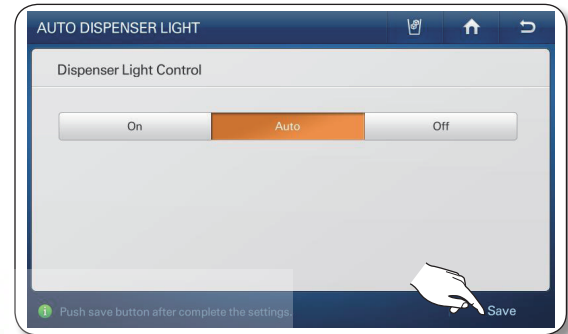 AUTO DISPENSER LIGHT
Dispenser Light Control
On Auto Off
Push save button after complete the settings.
Save